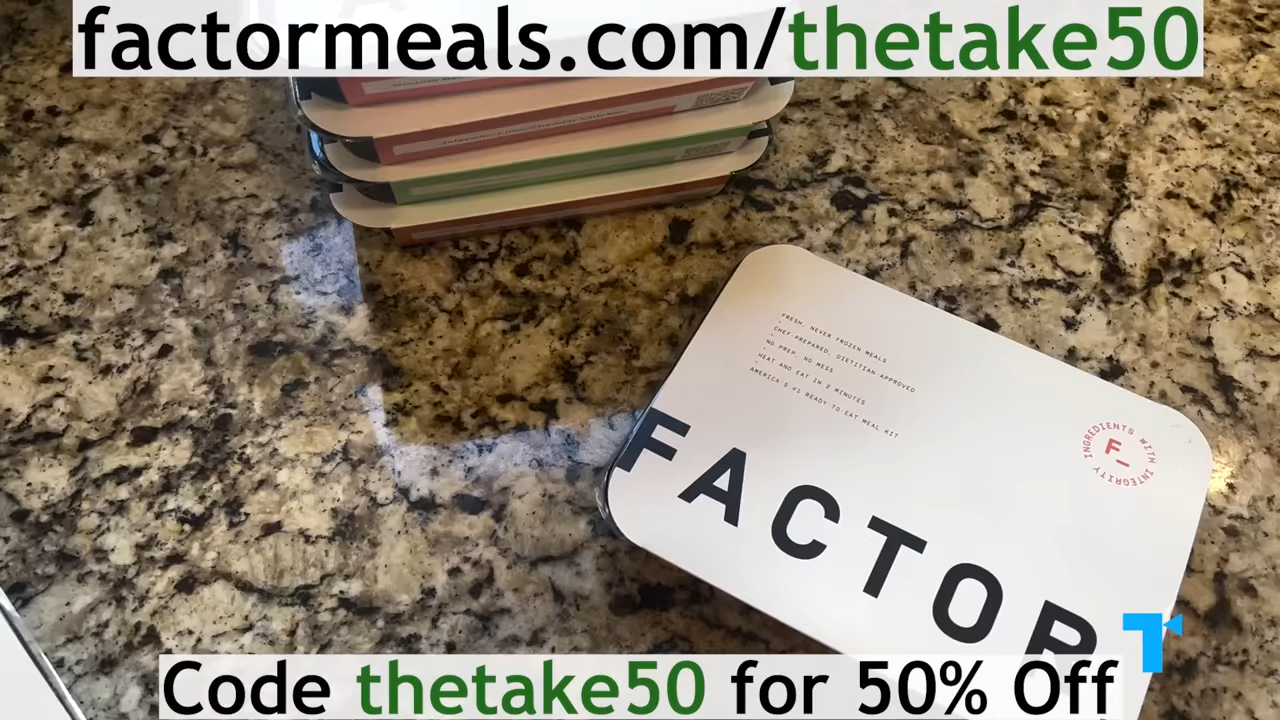 factormeals.com/thetake50
FRESH, NEVER FROZEN MEALS
CHEF PREPARED, DIETITIAN-APPROVED
NO PREP, NO MESS
HEAT AND EAT IN 2 MINUTES
AMERICA'S #1 READY TO EAT MEAL KIT
INGREDIENTS WITH INTEGRITY
F_
FACTOR
Code thetake50 for 50% Off